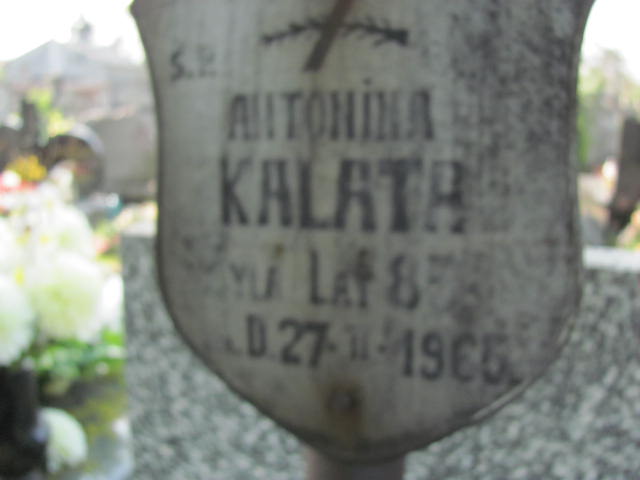 Ś.P.
ANTONINA
KALATA
LAT
D. 27-II-1965.